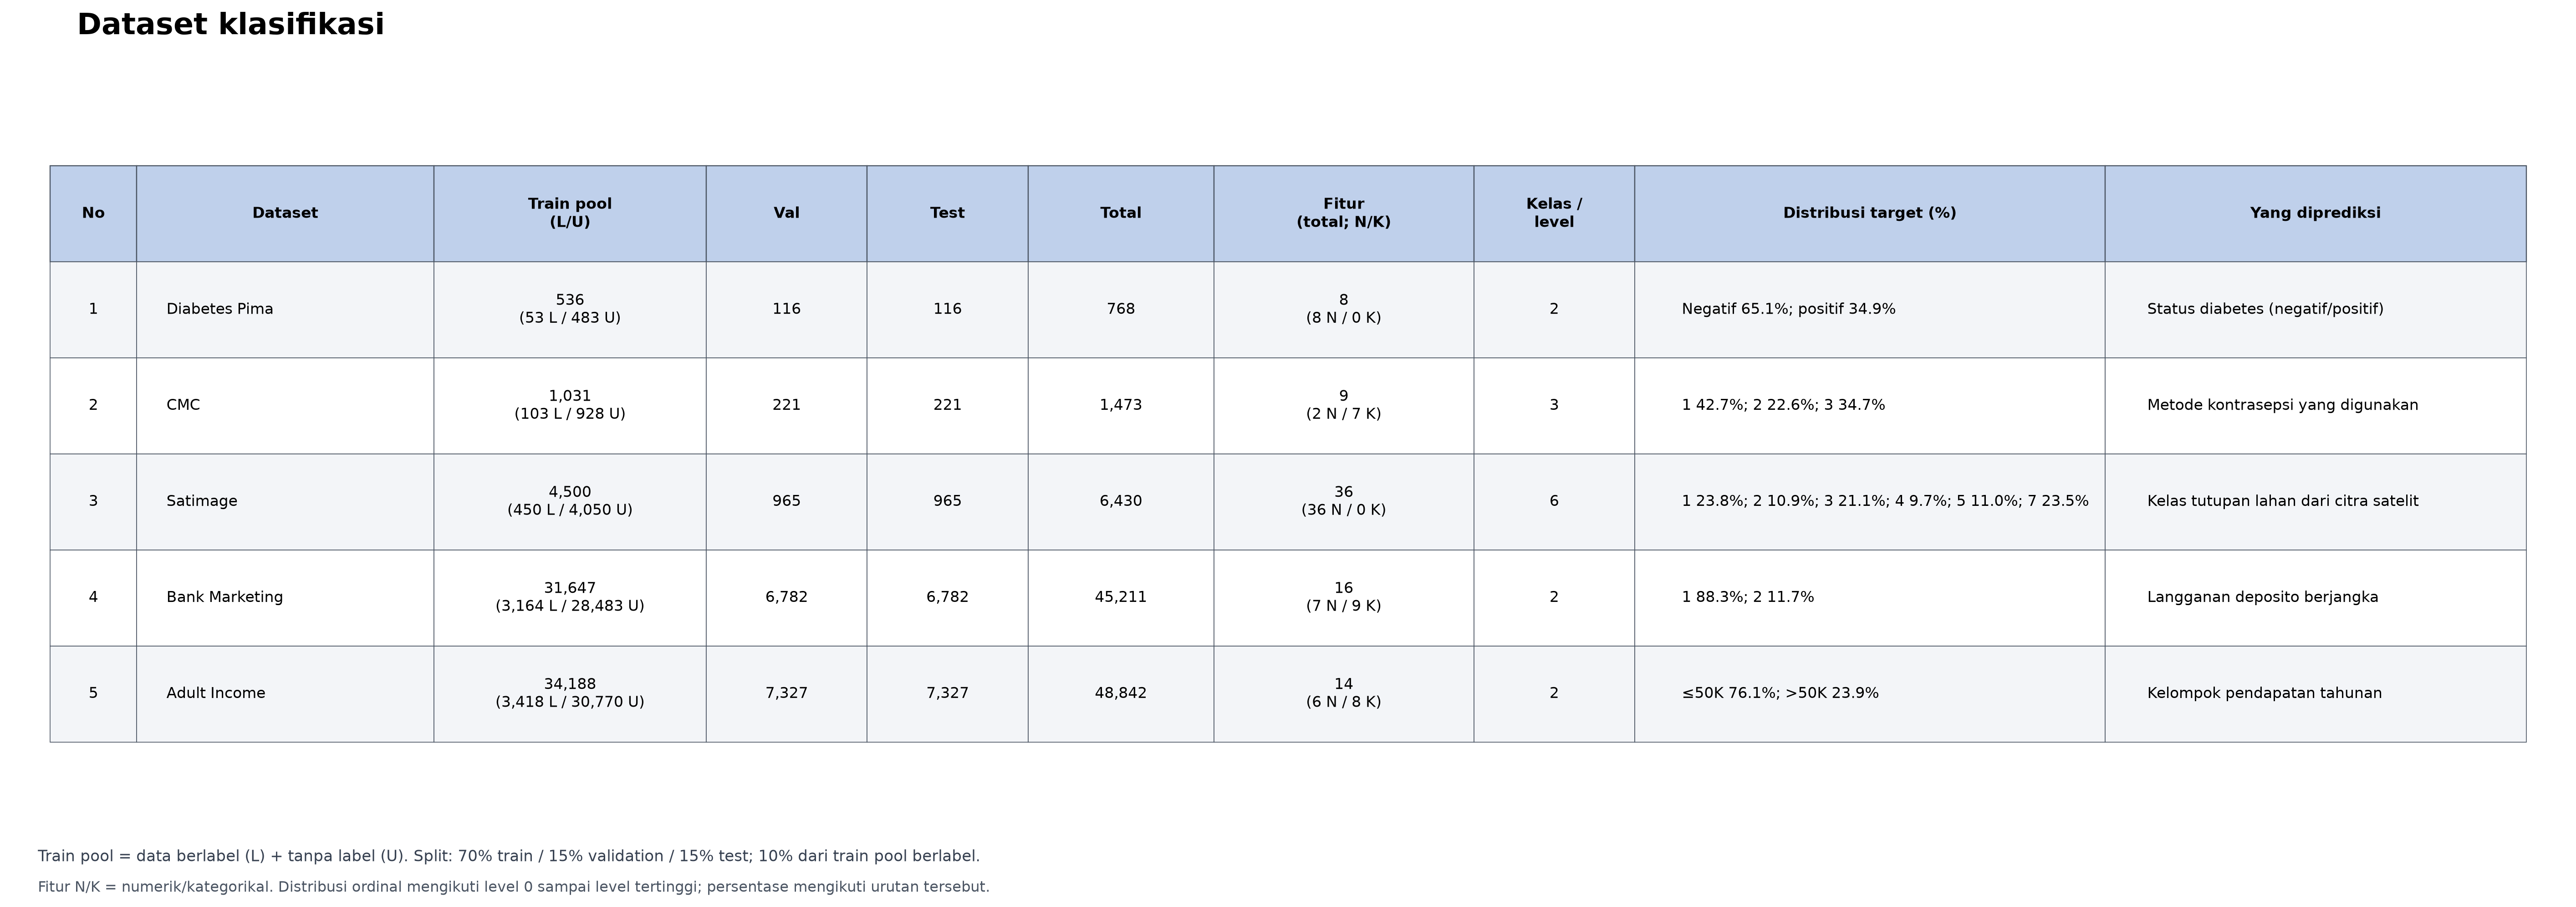 Dataset klasifikasi
No Dataset Train pool (L/U) Val Test Total Fitur (total; N/K) Kelas / level Distribusi target (%) Yang diprediksi
1 Diabetes Pima 536 (53 L / 483 U) 116 116 768 8 (8 N / 0 K) 2 Negatif 65.1%; positif 34.9% Status diabetes (negatif/positif)
2 CMC 1,031 (103 L / 928 U) 221 221 1,473 9 (2 N / 7 K) 3 1 42.7%; 2 22.6%; 3 34.7% Metode kontrasepsi yang digunakan
3 Satimage 4,500 (450 L / 4,050 U) 965 965 6,430 36 (36 N / 0 K) 6 1 23.8%; 2 10.9%; 3 21.1%; 4 9.7%; 5 11.0%; 7 23.5% Kelas tutupan lahan dari citra satelit
4 Bank Marketing 31,647 (3,164 L / 28,483 U) 6,782 6,782 45,211 16 (7 N / 9 K) 2 1 88.3%; 2 11.7% Langganan deposito berjangka
5 Adult Income 34,188 (3,418 L / 30,770 U) 7,327 7,327 48,842 14 (6 N / 8 K) 2 ≤50K 76.1%; >50K 23.9% Kelompok pendapatan tahunan
Train pool = data berlabel (L) + tanpa label (U). Split: 70% train / 15% validation / 15% test; 10% dari train pool berlabel.
Fitur N/K = numerik/kategorikal. Distribusi ordinal mengikuti level 0 sampai level tertinggi; persentase mengikuti urutan tersebut.